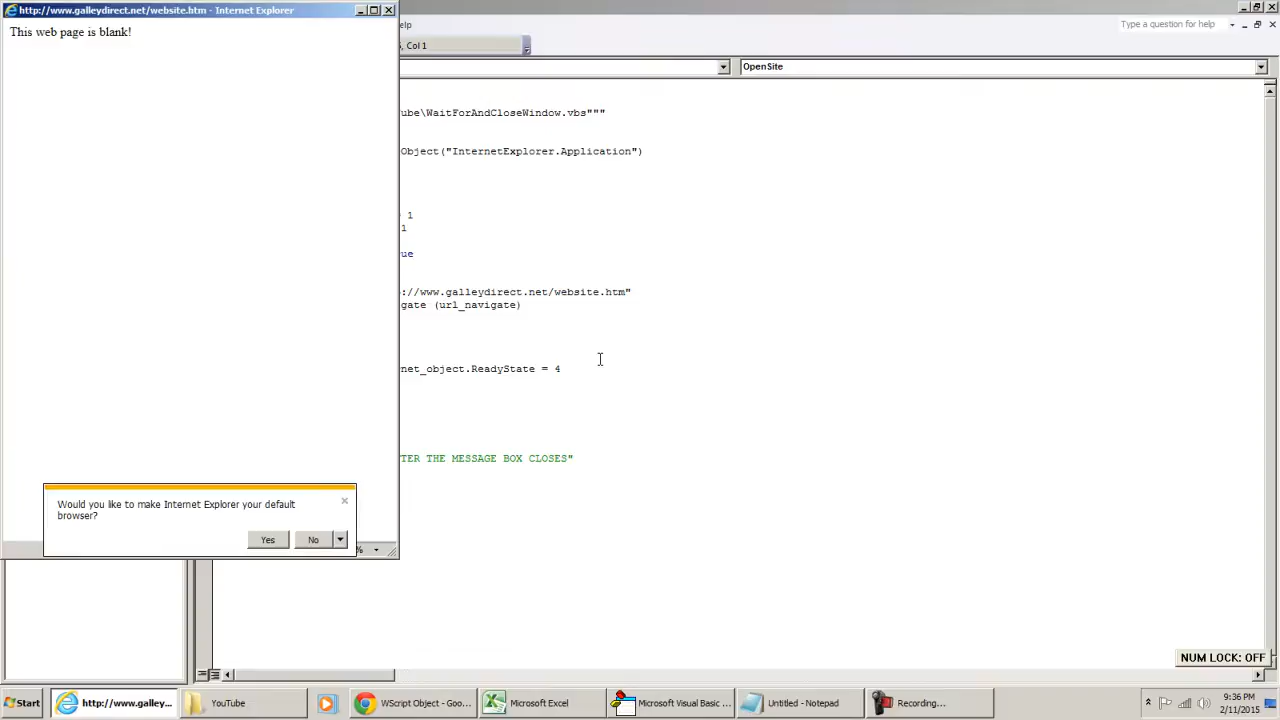 http://www.galleydirect.net/website.htm - Internet Explorer
This web page is blank!
elp
Type a question for help
, Col 1
OpenSite
ube\WaitForAndCloseWindow.vbs"""
Object("InternetExplorer.Application")
1
1
ue
://www.galleydirect.net/website.htm"
gate (url_navigate)
net_object.ReadyState = 4
TER THE MESSAGE BOX CLOSES"
Would you like to make Internet Explorer your default
browser?
Yes
No
%
NUM LOCK: OFF
Start
http://www.galley...
YouTube
WScript Object - Goo...
Microsoft Excel
Microsoft Visual Basic ...
Untitled - Notepad
Recording...
9:36 PM
2/11/2015